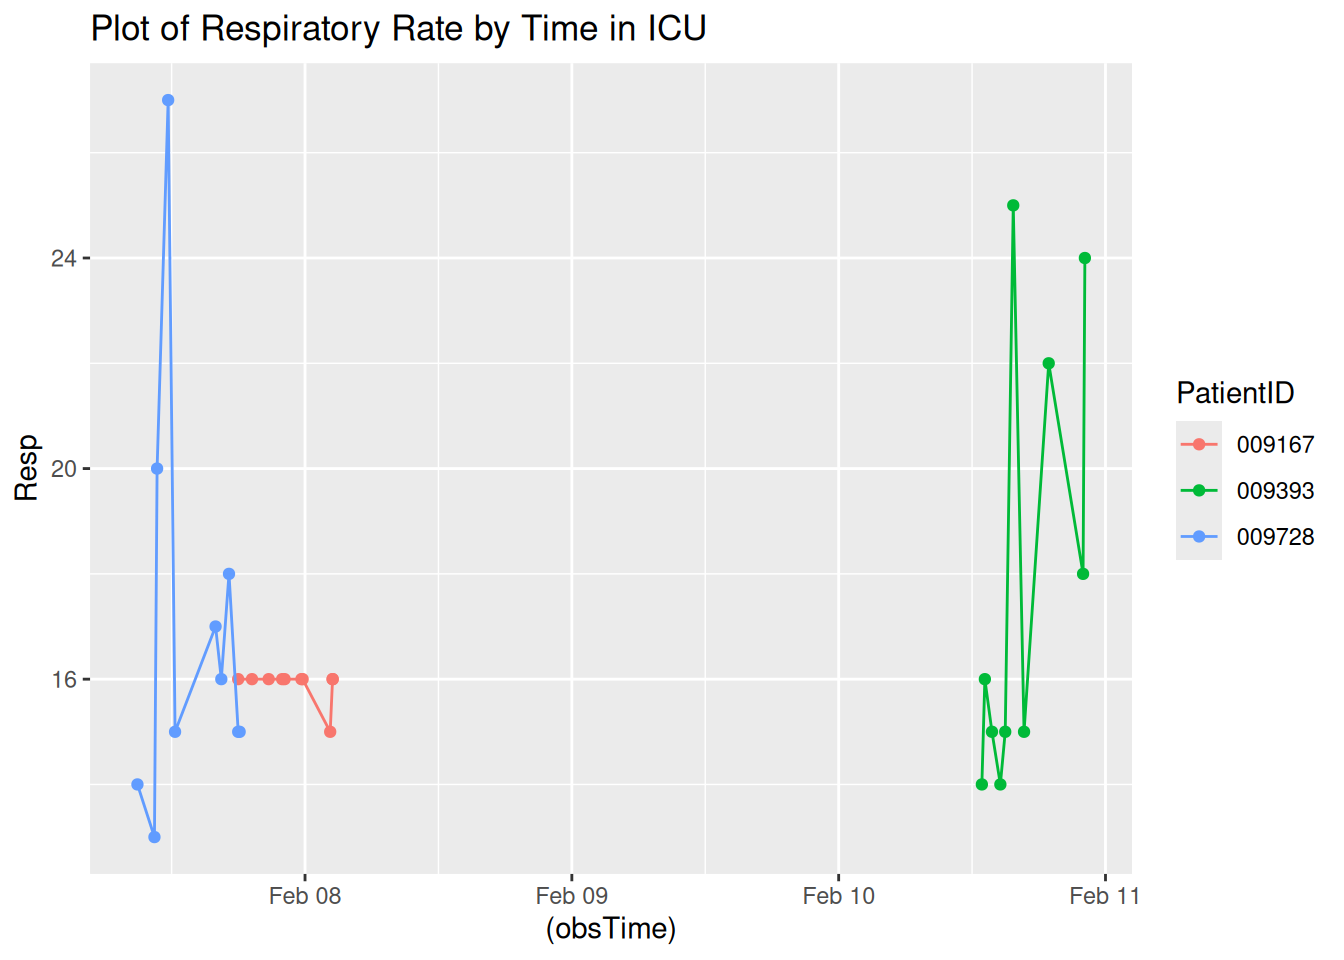 Plot of Respiratory Rate by Time in ICU
24
20
16
Resp
Feb 08
Feb 09
Feb 10
Feb 11
(obsTime)
PatientID
009167
009393
009728